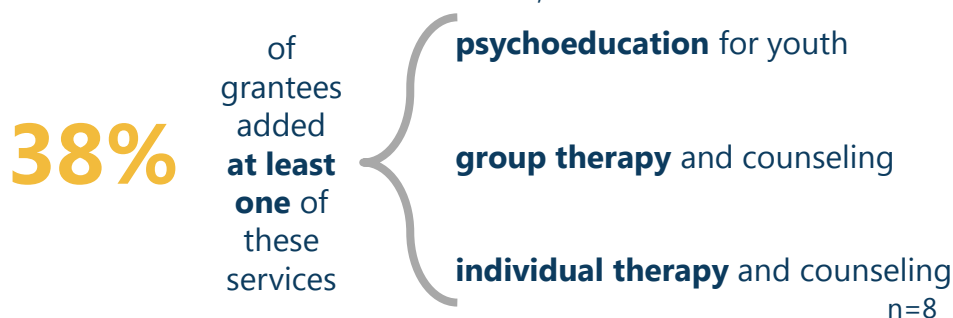 38%
of
grantees
added
at least
one of
these
services
psychoeducation for youth
group therapy and counseling
individual therapy and counseling
n=8